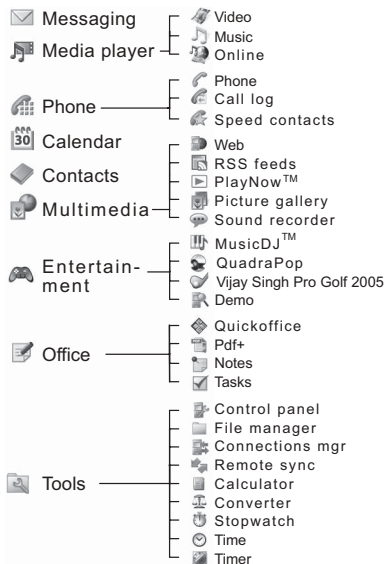 Messaging
Media player
Video
Music
Online
Phone
Phone
Call log
Speed contacts
30
Calendar
Contacts
Multimedia
Web
RSS feeds
PlayNow™
Picture gallery
Sound recorder
Entertain-
ment
MusicDJ™
QuadraPop
Vijay Singh Pro Golf 2005
Demo
Office
Quickoffice
Pdf+
Notes
Tasks
Tools
Control panel
File manager
Connections mgr
Remote sync
Calculator
Converter
Stopwatch
Time
Timer